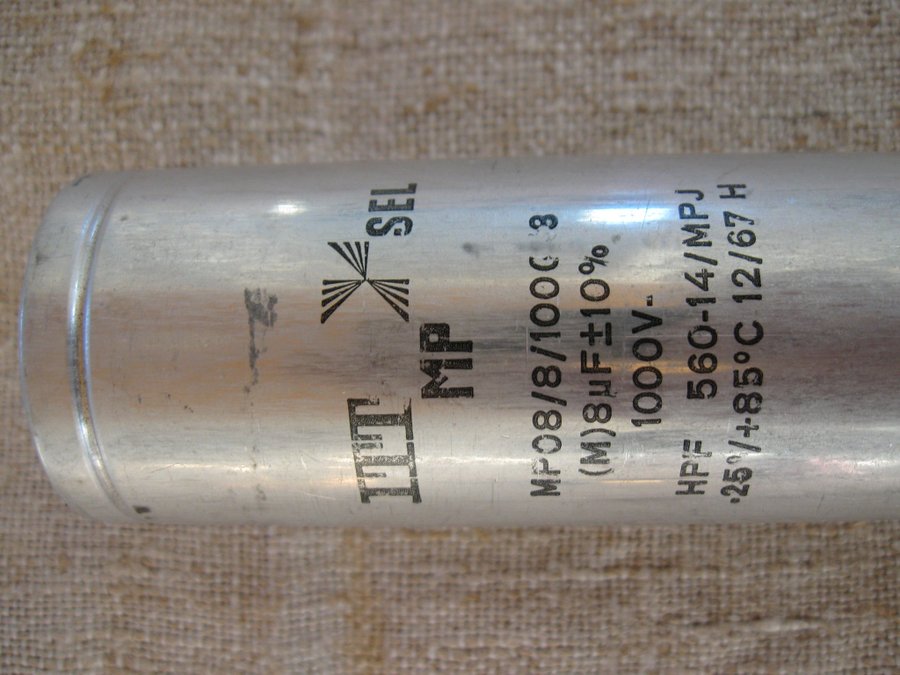 ITT SEL
MP
MP08/8/1000
(M)8µF±10%
1000V-
HPF 560-14/MPJ
-25°/+85°C 12/67 H